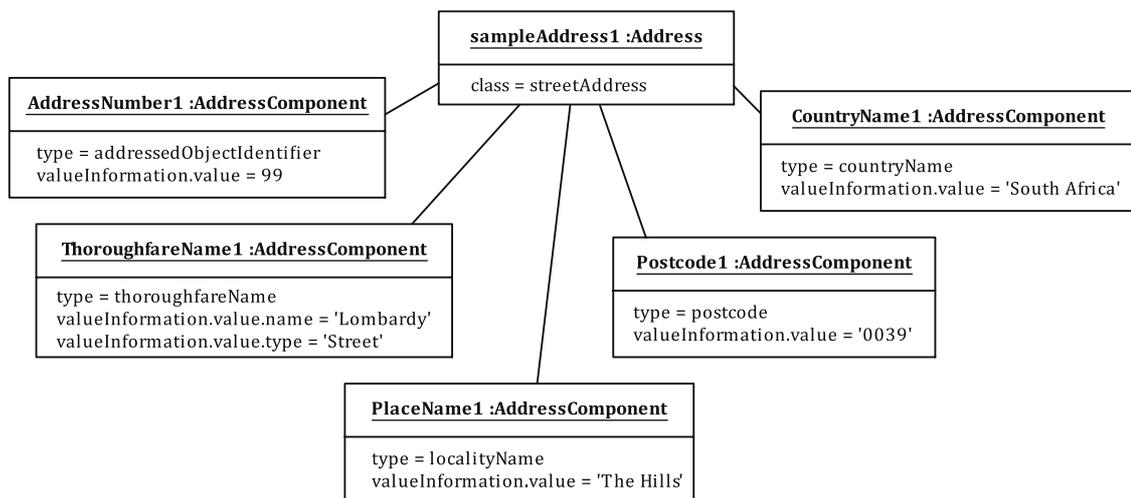 sampleAddress1 :Address
class = streetAddress
AddressNumber1 :AddressComponent
type = addressedObjectIdentifier
valueInformation.value = 99
CountryName1 :AddressComponent
type = countryName
valueInformation.value = 'South Africa'
ThoroughfareName1 :AddressComponent
type = thoroughfareName
valueInformation.value.name = 'Lombardy'
valueInformation.value.type = 'Street'
Postcode1 :AddressComponent
type = postcode
valueInformation.value = '0039'
PlaceName1 :AddressComponent
type = localityName
valueInformation.value = 'The Hills'